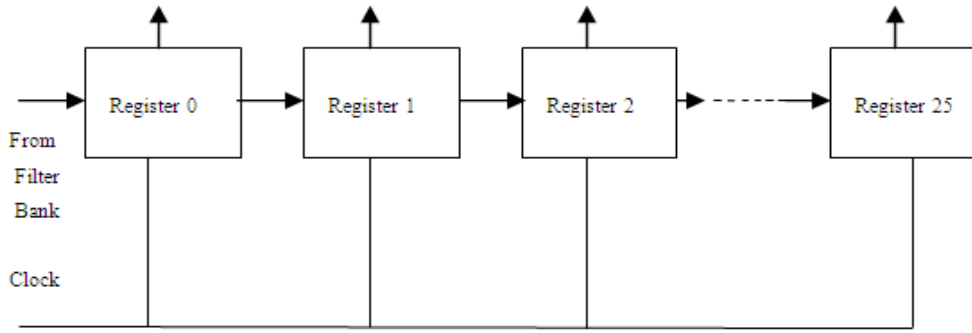 Register 0
Register 1
Register 2
Register 25
From
Filter
Bank
Clock